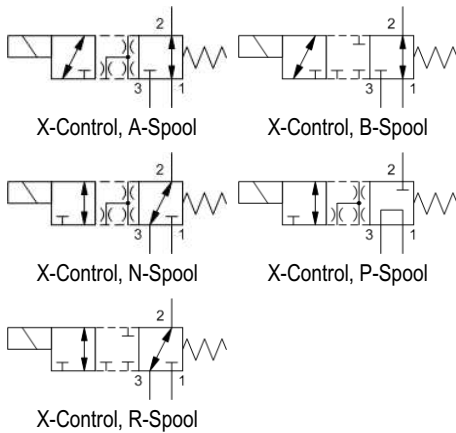 2
3 1
X-Control, A-Spool
2
3 1
X-Control, B-Spool
2
3 1
X-Control, N-Spool
2
3 1
X-Control, P-Spool
2
3 1
X-Control, R-Spool